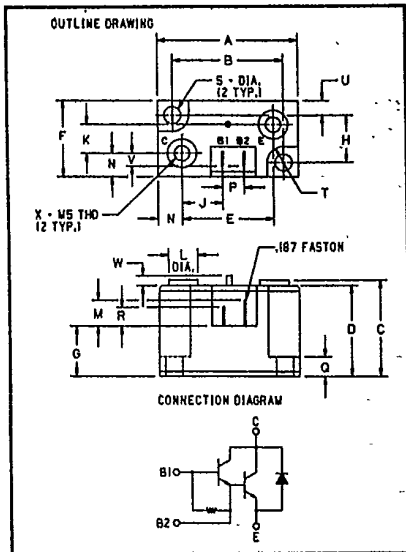 OUTLINE DRAWING
A
B
S - DIA.
(2 TYP.)
U
F
K
N
V
C
E
B1 B2
H
P
J
T
X - M5 THD
(2 TYP.)
N
E
L
DIA.
W
.187 FASTON
M
R
G
D
C
Q
CONNECTION DIAGRAM
C
B1
B2
E